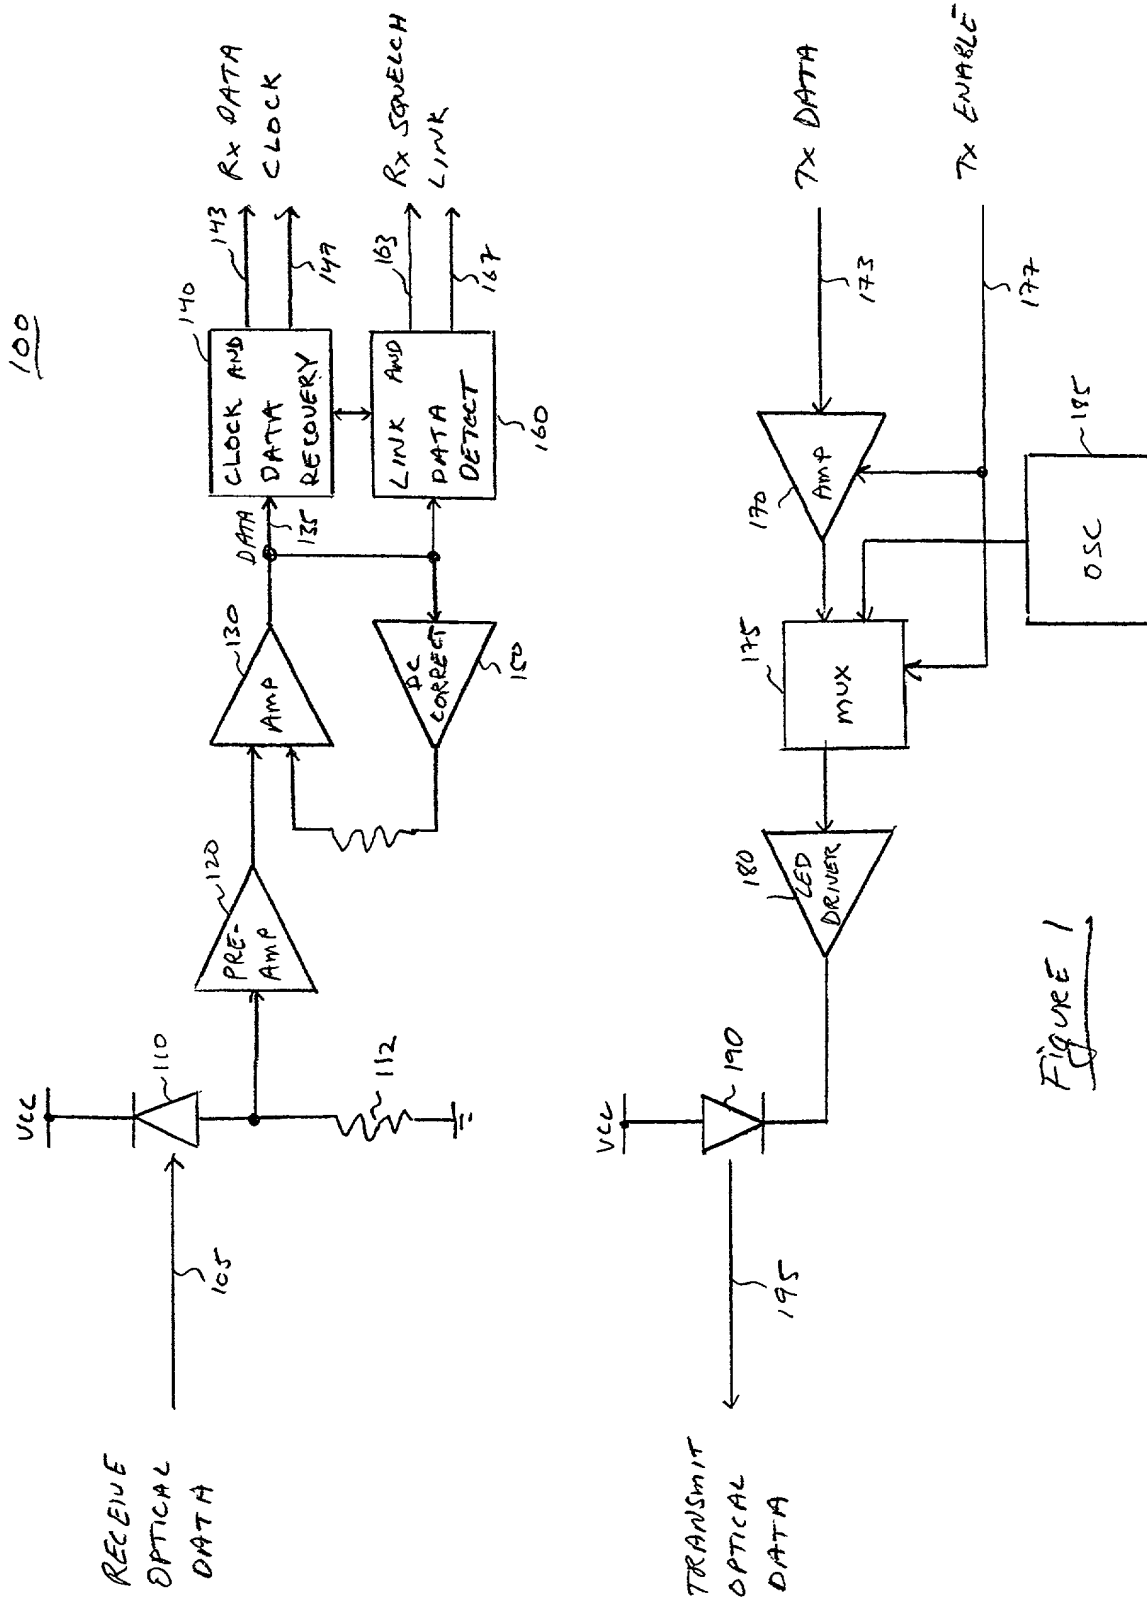 100
RECEIVE
OPTICAL
DATA
105
VCC
110
112
PRE-
AMP
120
AMP
130
DATA
135
CLOCK AND
DATA
RECOVERY
140
143
RX DATA
147
CLOCK
DC
CORRECT
150
LINK AND
DATA
DETECT
160
163
RX SQUELCH
167
LINK
TRANSMIT
OPTICAL
DATA
195
VCC
190
LED
DRIVER
180
MUX
175
AMP
170
173
TX DATA
177
TX ENABLE
OSC
185
Figure 1